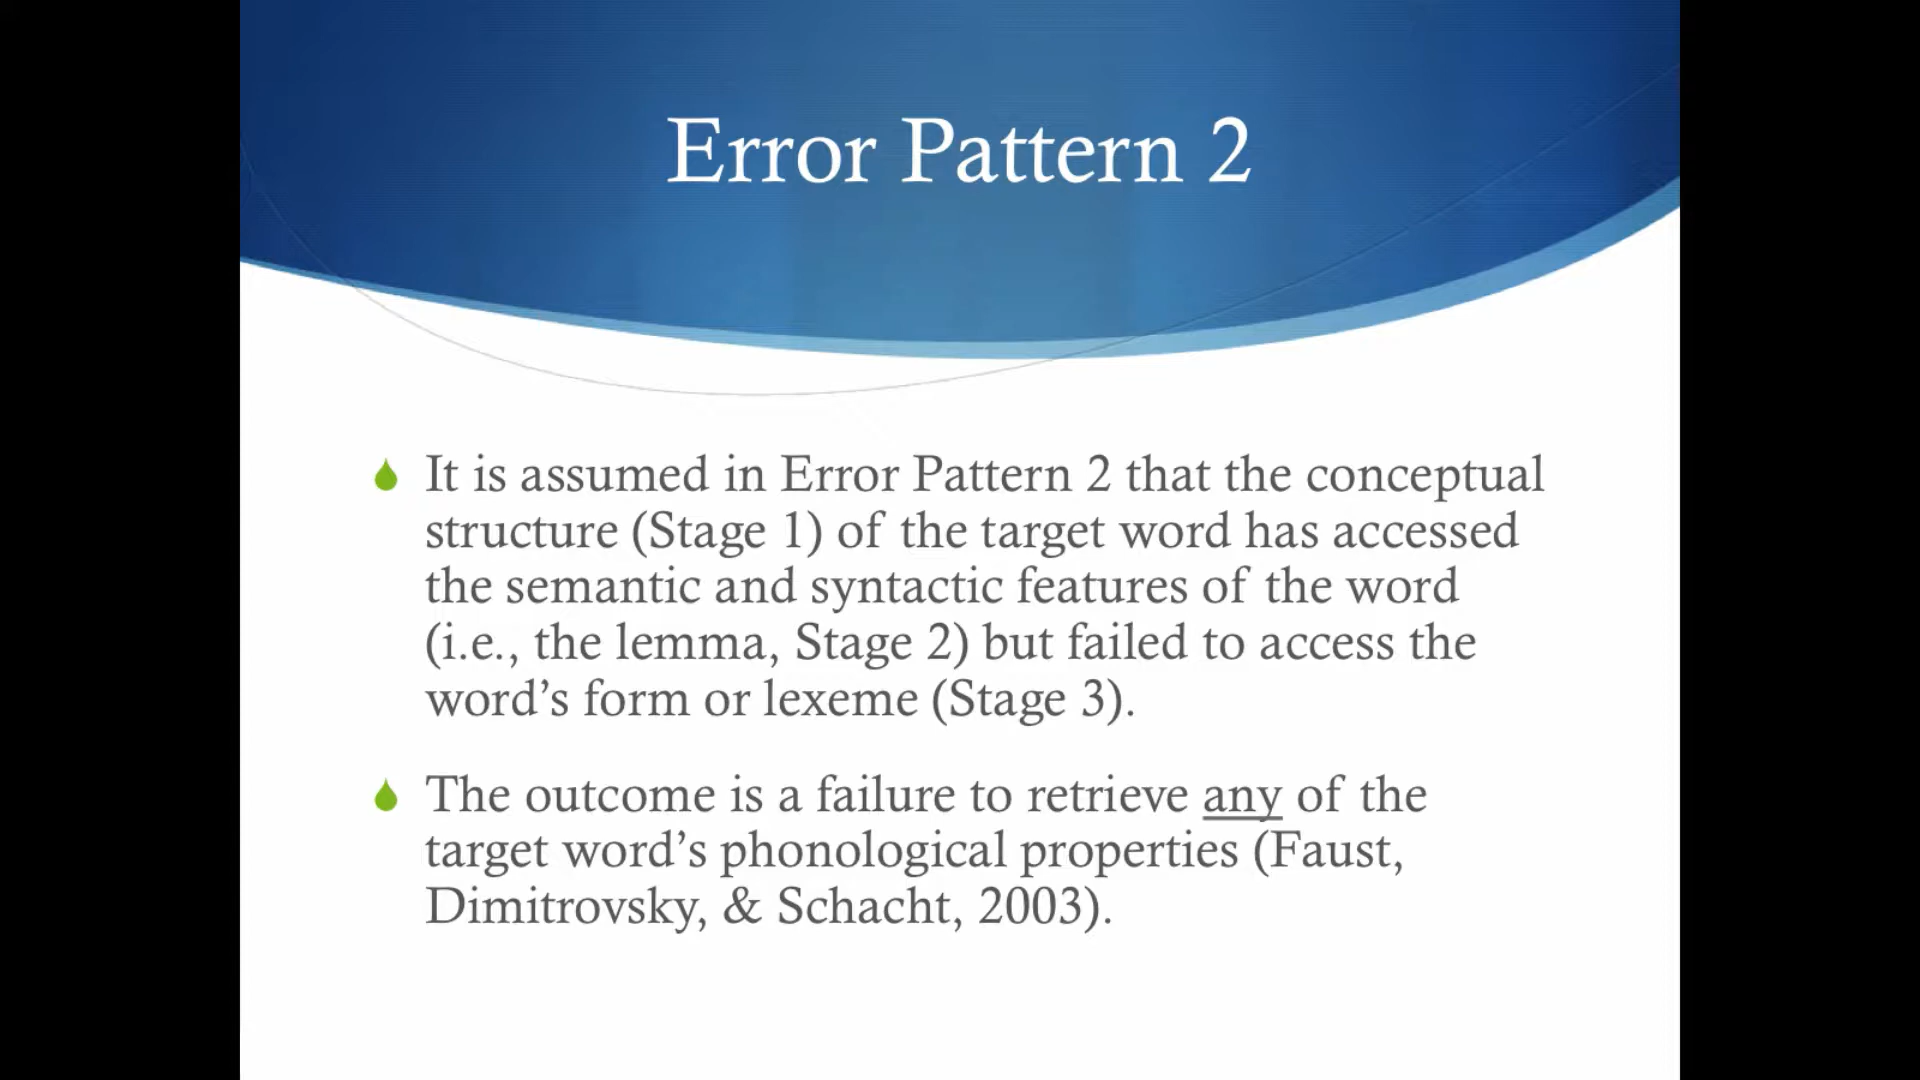 Error Pattern 2
It is assumed in Error Pattern 2 that the conceptual
structure (Stage 1) of the target word has accessed
the semantic and syntactic features of the word
(i.e., the lemma, Stage 2) but failed to access the
word’s form or lexeme (Stage 3).
The outcome is a failure to retrieve any of the
target word’s phonological properties (Faust,
Dimitrovsky, & Schacht, 2003).